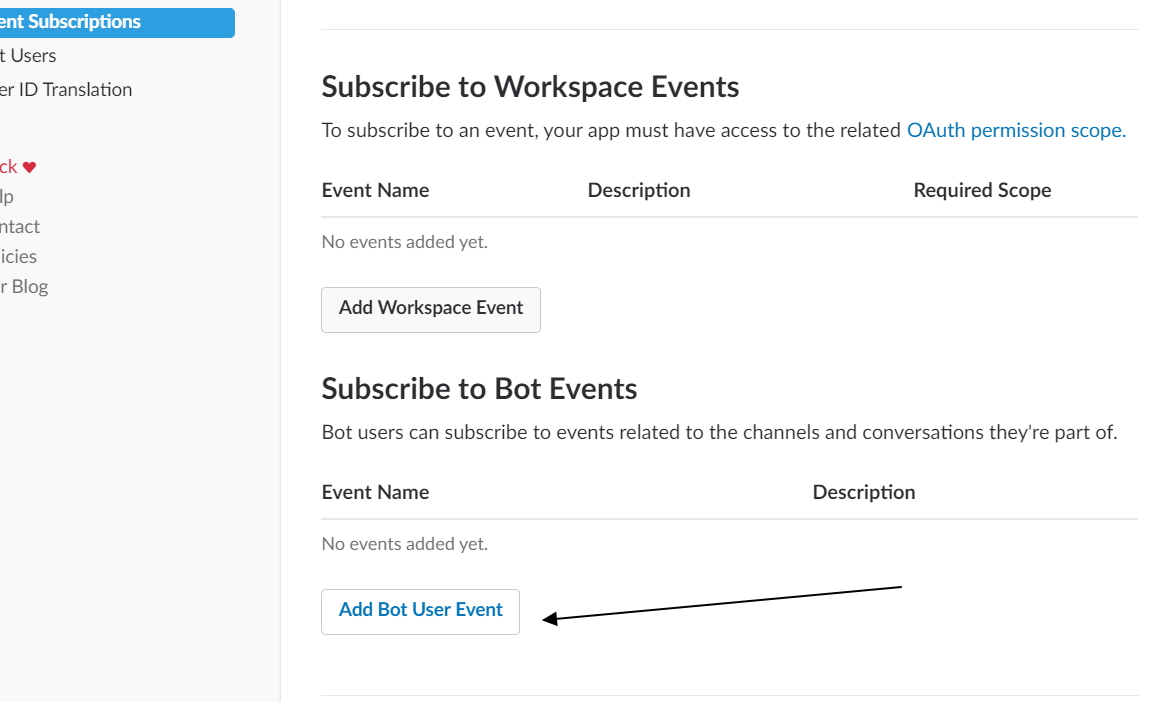 ent Subscriptions
t Users
er ID Translation
ck ♥
lp
ntact
icies
r Blog
Subscribe to Workspace Events
To subscribe to an event, your app must have access to the related OAuth permission scope.
Event Name Description Required Scope
No events added yet.
Add Workspace Event
Subscribe to Bot Events
Bot users can subscribe to events related to the channels and conversations they're part of.
Event Name Description
No events added yet.
Add Bot User Event